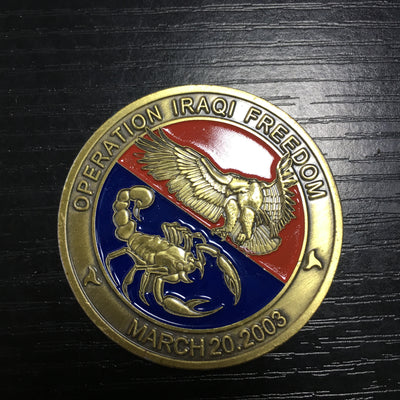 OPERATION IRAQI FREEDOM
MARCH 20.2003